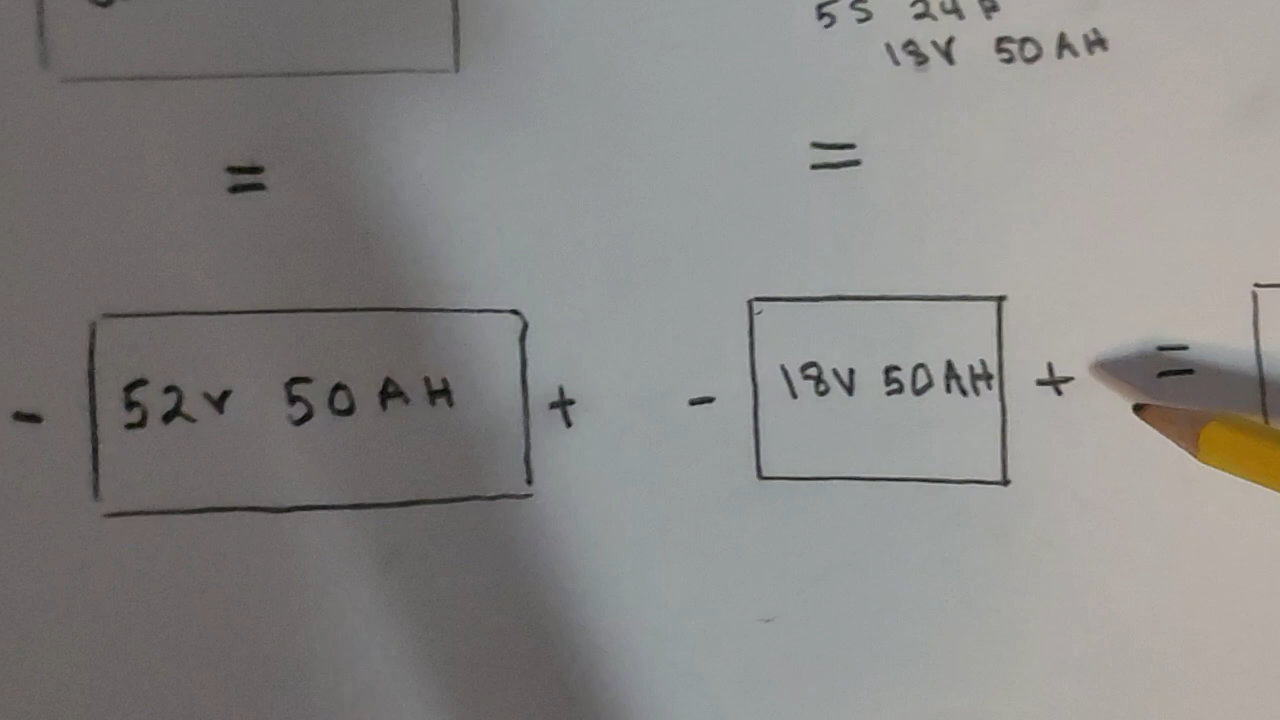 5S 24P
18V 50AH
=
=
- 52V 50AH +
- 18V 50AH + =